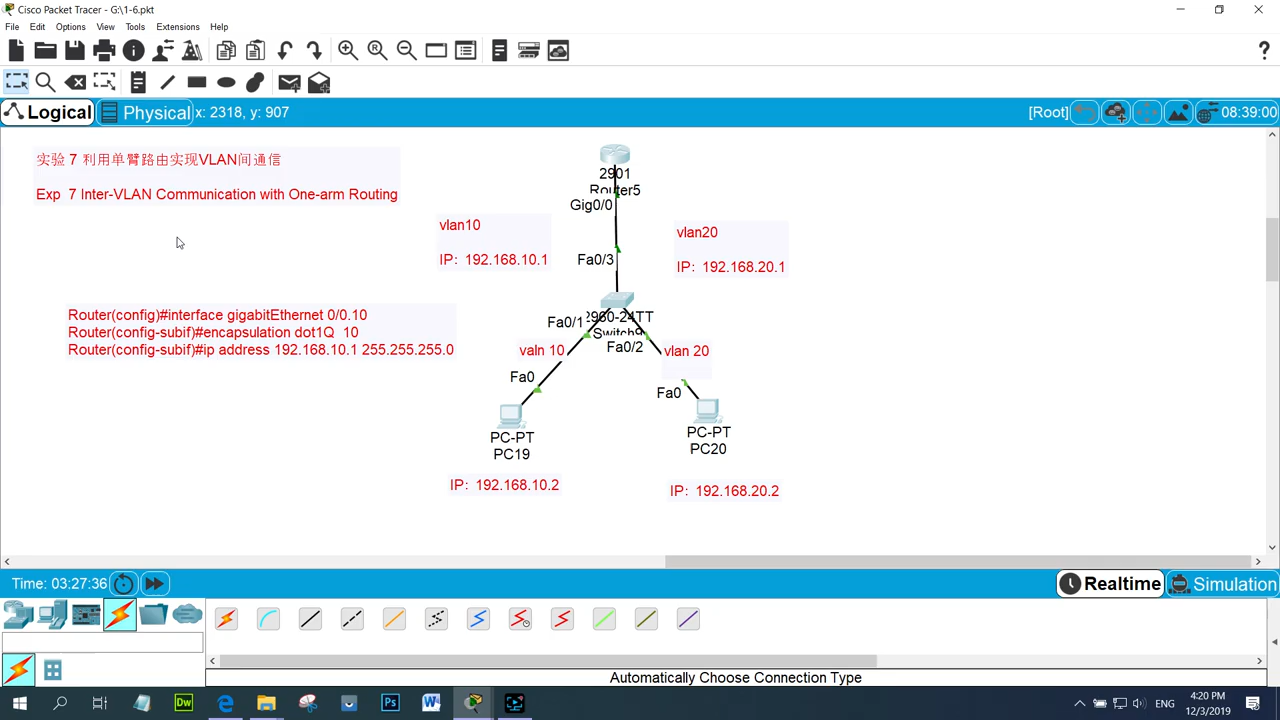 Cisco Packet Tracer - G:\1-6.pkt
File Edit Options View Tools Extensions Help
Logical Physical x: 2318, y: 907 [Root] 08:39:00
实验 7 利用单臂路由实现VLAN间通信
Exp 7 Inter-VLAN Communication with One-arm Routing
2901
Router5
Gig0/0
vlan10
IP: 192.168.10.1
vlan20
IP: 192.168.20.1
Fa0/3
Router(config)#interface gigabitEthernet 0/0.10
Router(config-subif)#encapsulation dot1Q 10
Router(config-subif)#ip address 192.168.10.1 255.255.255.0
2960-24TT
Switch9
Fa0/1
Fa0/2
valn 10
vlan 20
Fa0
Fa0
PC-PT
PC19
PC-PT
PC20
IP: 192.168.10.2
IP: 192.168.20.2
Time: 03:27:36
Realtime Simulation
Automatically Choose Connection Type
Dw Ps W
ENG
4:20 PM
12/3/2019